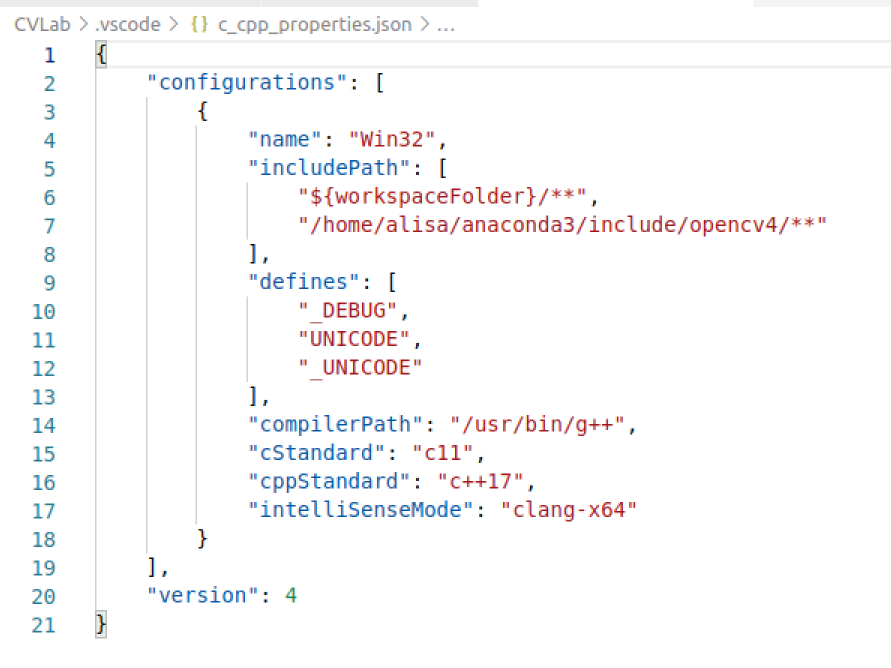 CVLab > .vscode > {} c_cpp_properties.json > ...
1 {
2     "configurations": [
3         {
4             "name": "Win32",
5             "includePath": [
6                 "${workspaceFolder}/**",
7                 "/home/alisa/anaconda3/include/opencv4/**"
8             ],
9             "defines": [
10                 "_DEBUG",
11                 "UNICODE",
12                 "_UNICODE"
13             ],
14             "compilerPath": "/usr/bin/g++",
15             "cStandard": "c11",
16             "cppStandard": "c++17",
17             "intelliSenseMode": "clang-x64"
18         }
19     ],
20     "version": 4
21 }